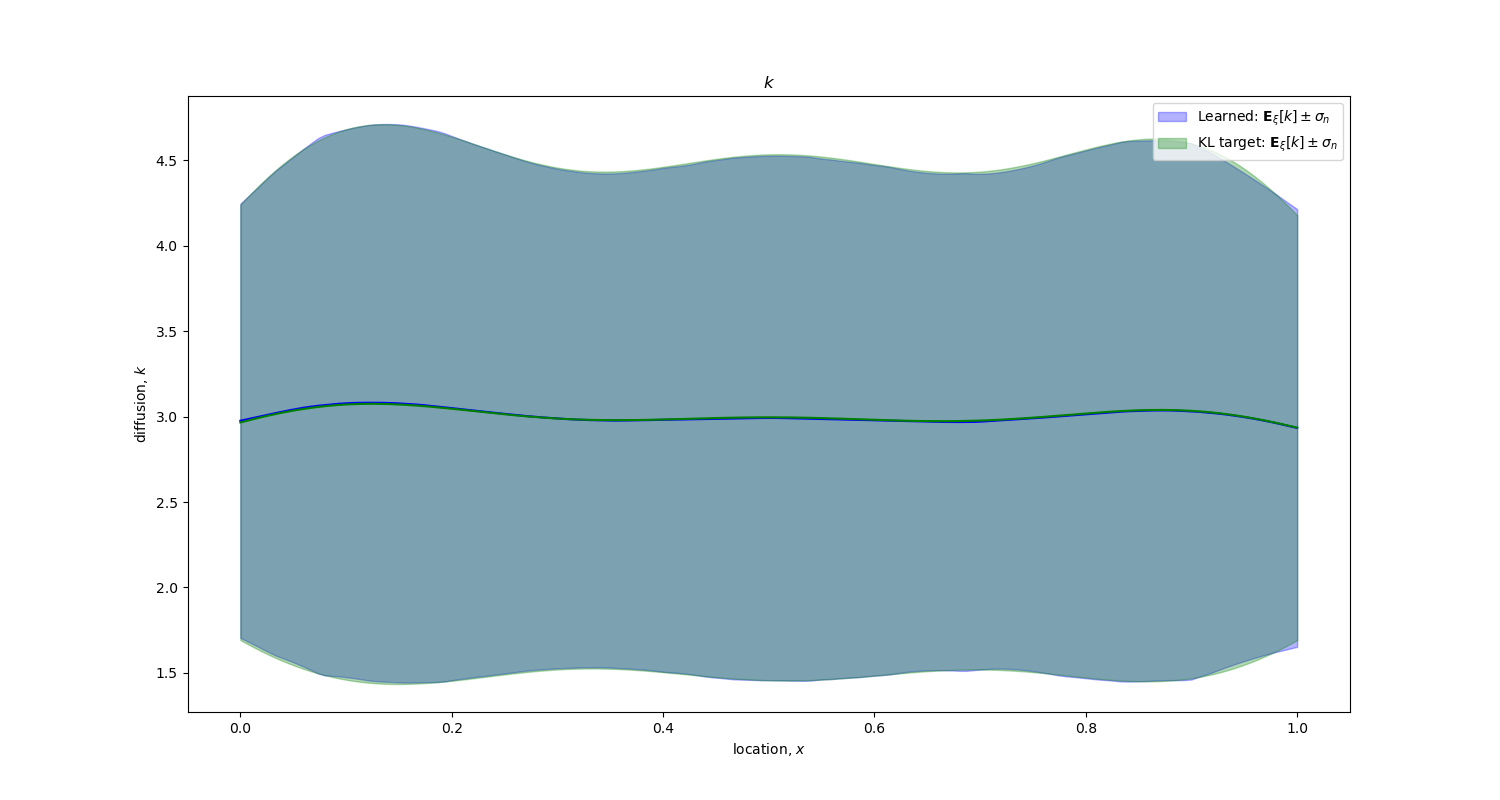 k
Learned: E_ξ[k] ± σ_n
KL target: E_ξ[k] ± σ_n
4.5
4.0
3.5
3.0
2.5
2.0
1.5
diffusion, k
0.0 0.2 0.4 0.6 0.8 1.0
location, x